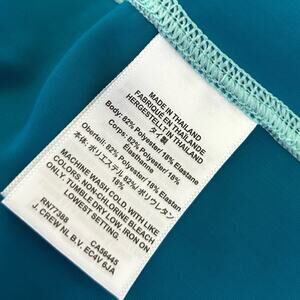 MADE IN THAILAND
FABRIQUÉ EN THAÏLANDE
HERGESTELLT IN THAILAND
タイ製
Body: 82% Polyester/ 18% Elastane
Corps: 82% Polyester/ 18%
Élasthanne
Oberteil: 82% Polyester/ 18% Elastan
本体: ポリエステル 82%/ ポリウレタン
18%
MACHINE WASH COLD WITH LIKE
COLORS. NON-CHLORINE BLEACH
ONLY. TUMBLE DRY LOW. IRON ON
LOWEST SETTING.
RN77388 CA56445
J. CREW NL B.V. EC4V 6JA